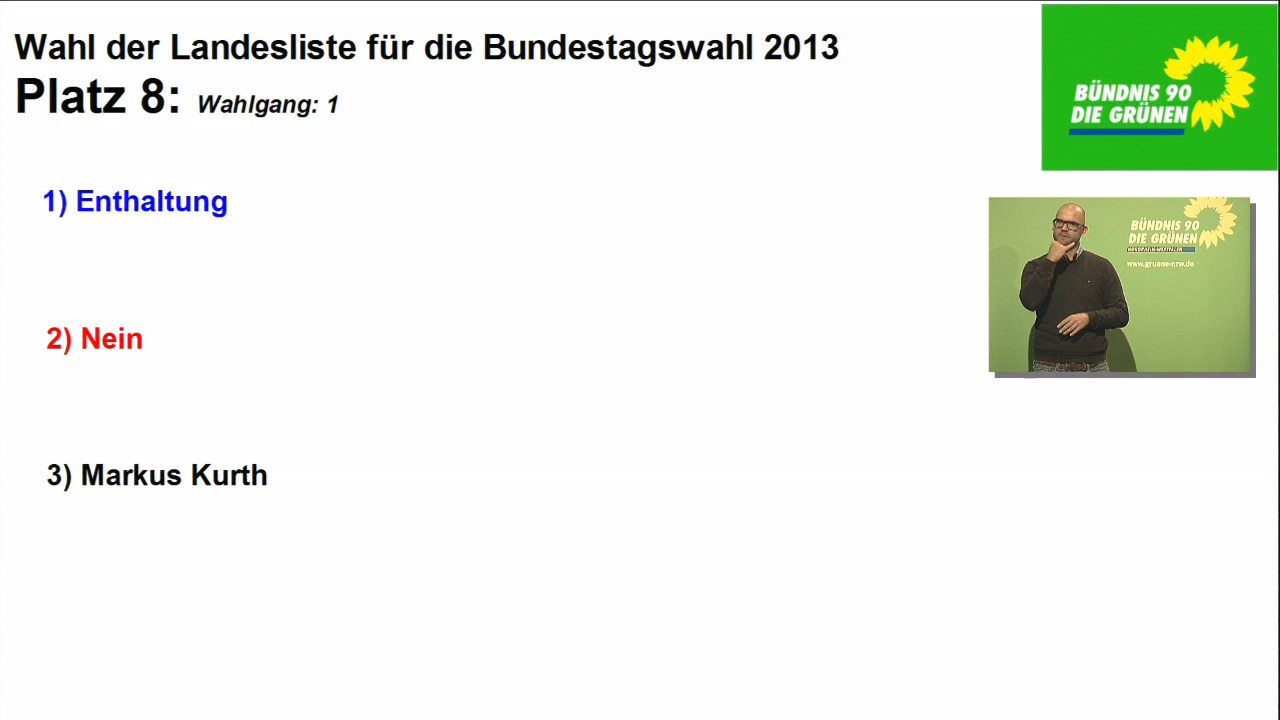 Wahl der Landesliste für die Bundestagswahl 2013
Platz 8: Wahlgang: 1
BÜNDNIS 90
DIE GRÜNEN
1) Enthaltung
BÜNDNIS 90
DIE GRÜNEN
NORDRHEIN-WESTFALEN
www.gruene-nrw.de
2) Nein
3) Markus Kurth